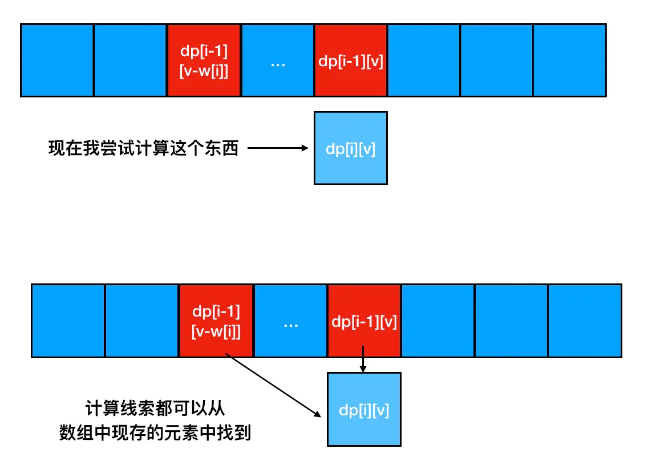 dp[i-1]
[v-w[i]]
...
dp[i-1][v]
现在我尝试计算这个东西
dp[i][v]
dp[i-1]
[v-w[i]]
...
dp[i-1][v]
计算线索都可以从
数组中现存的元素中找到
dp[i][v]